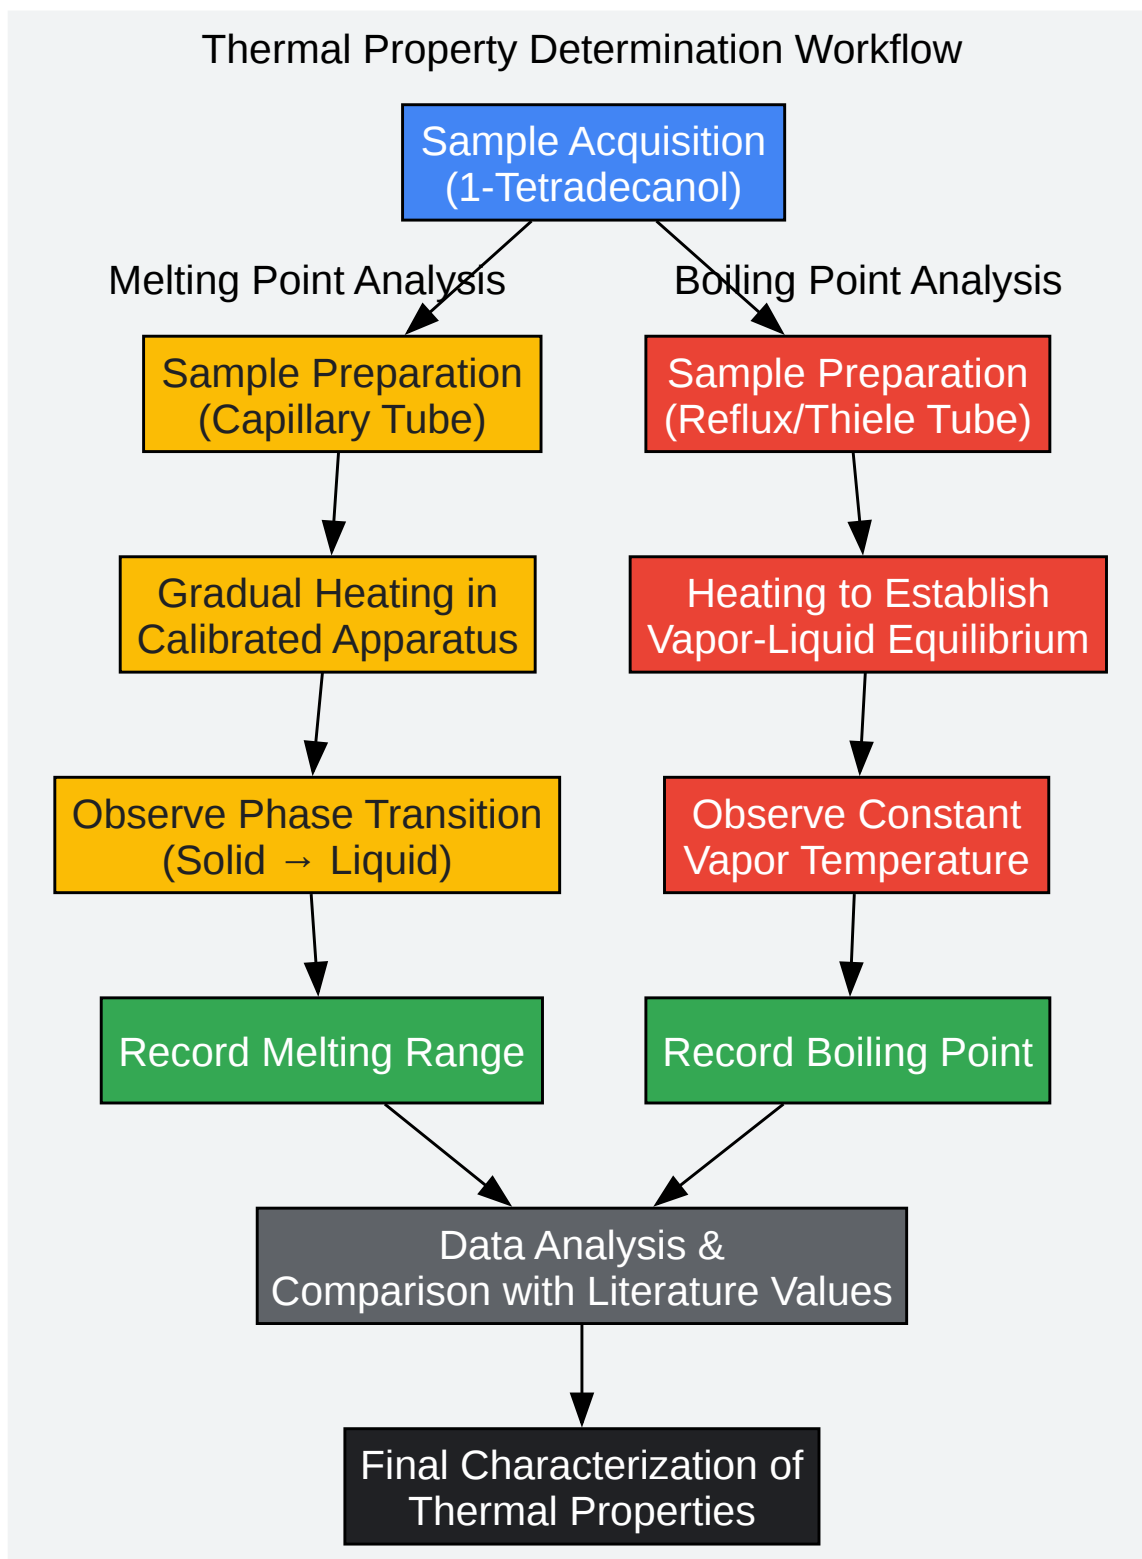 Thermal Property Determination Workflow
Sample Acquisition
(1-Tetradecanol)
Melting Point Analysis
Boiling Point Analysis
Sample Preparation
(Capillary Tube)
Sample Preparation
(Reflux/Thiele Tube)
Gradual Heating in
Calibrated Apparatus
Heating to Establish
Vapor-Liquid Equilibrium
Observe Phase Transition
(Solid → Liquid)
Observe Constant
Vapor Temperature
Record Melting Range
Record Boiling Point
Data Analysis &
Comparison with Literature Values
Final Characterization of
Thermal Properties